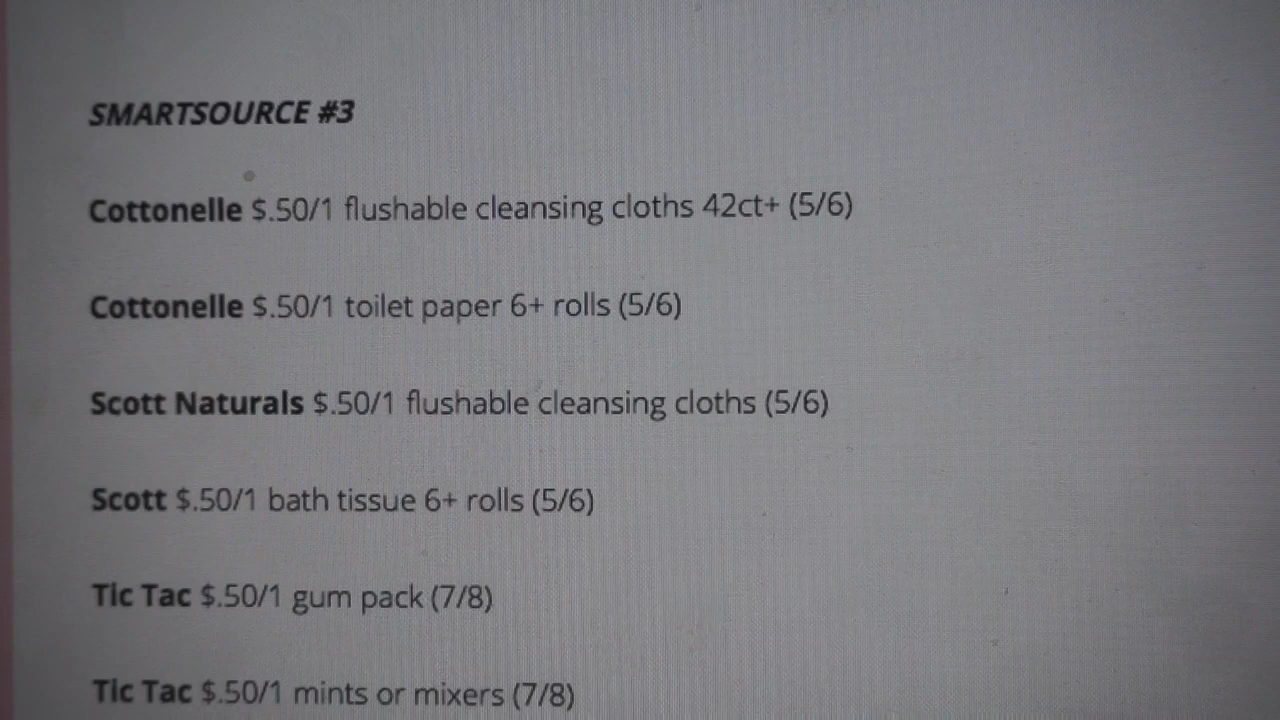 SMARTSOURCE #3
Cottonelle $.50/1 flushable cleansing cloths 42ct+ (5/6)
Cottonelle $.50/1 toilet paper 6+ rolls (5/6)
Scott Naturals $.50/1 flushable cleansing cloths (5/6)
Scott $.50/1 bath tissue 6+ rolls (5/6)
Tic Tac $.50/1 gum pack (7/8)
Tic Tac $.50/1 mints or mixers (7/8)